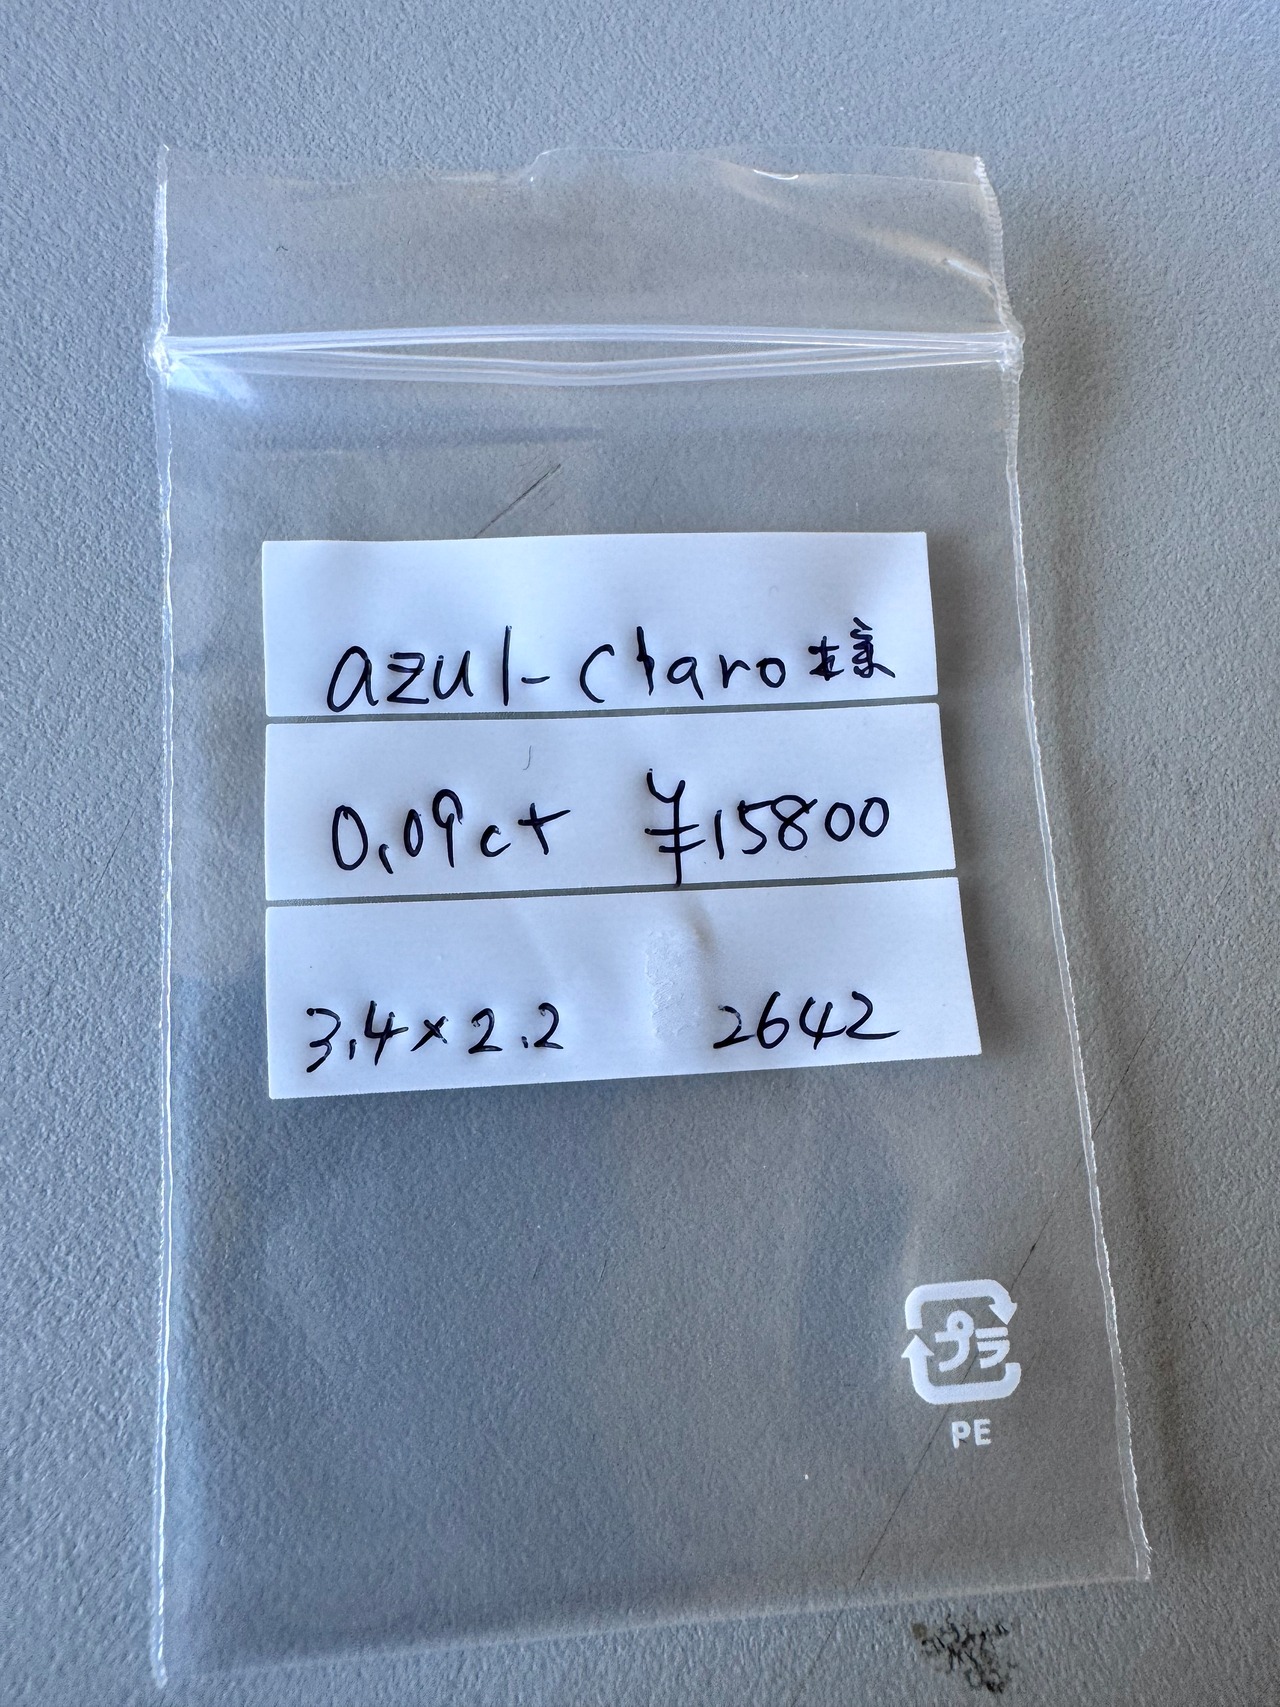 azul-claro様
0.09ct ¥15800
3.4×2.2 2642
プラ
PE